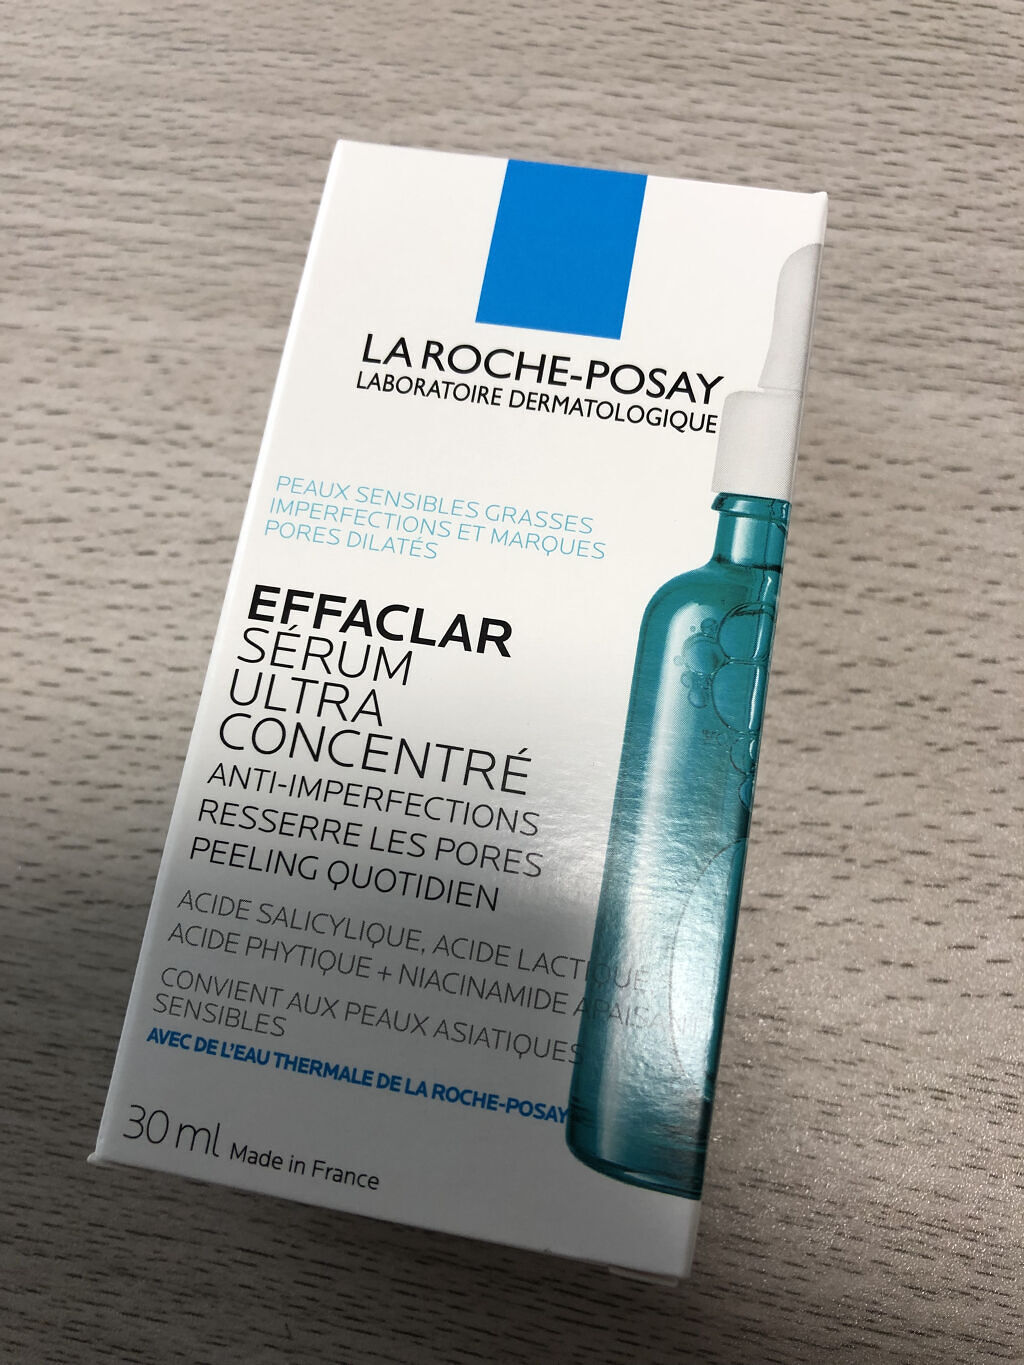 LA ROCHE-POSAY
LABORATOIRE DERMATOLOGIQUE
PEAUX SENSIBLES GRASSES
IMPERFECTIONS ET MARQUES
PORES DILATÉS
EFFACLAR
SÉRUM
ULTRA
CONCENTRÉ
ANTI-IMPERFECTIONS
RESSERRE LES PORES
PEELING QUOTIDIEN
ACIDE SALICYLIQUE, ACIDE LACTIQUE
ACIDE PHYTIQUE + NIACINAMIDE APAISANT
CONVIENT AUX PEAUX ASIATIQUES
SENSIBLES
AVEC DE L'EAU THERMALE DE LA ROCHE-POSAY
30 ml Made in France